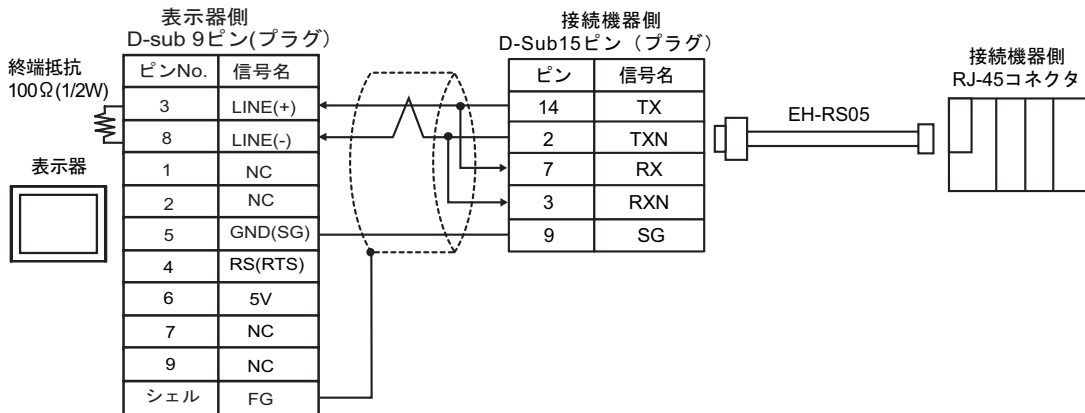 表示器側
D-sub 9ピン(プラグ)
終端抵抗
100Ω(1/2W)
表示器
ピンNo. 信号名
3 LINE(+)
8 LINE(-)
1 NC
2 NC
5 GND(SG)
4 RS(RTS)
6 5V
7 NC
9 NC
シェル FG
接続機器側
D-Sub15ピン（プラグ）
ピン 信号名
14 TX
2 TXN
7 RX
3 RXN
9 SG
EH-RS05
接続機器側
RJ-45コネクタ